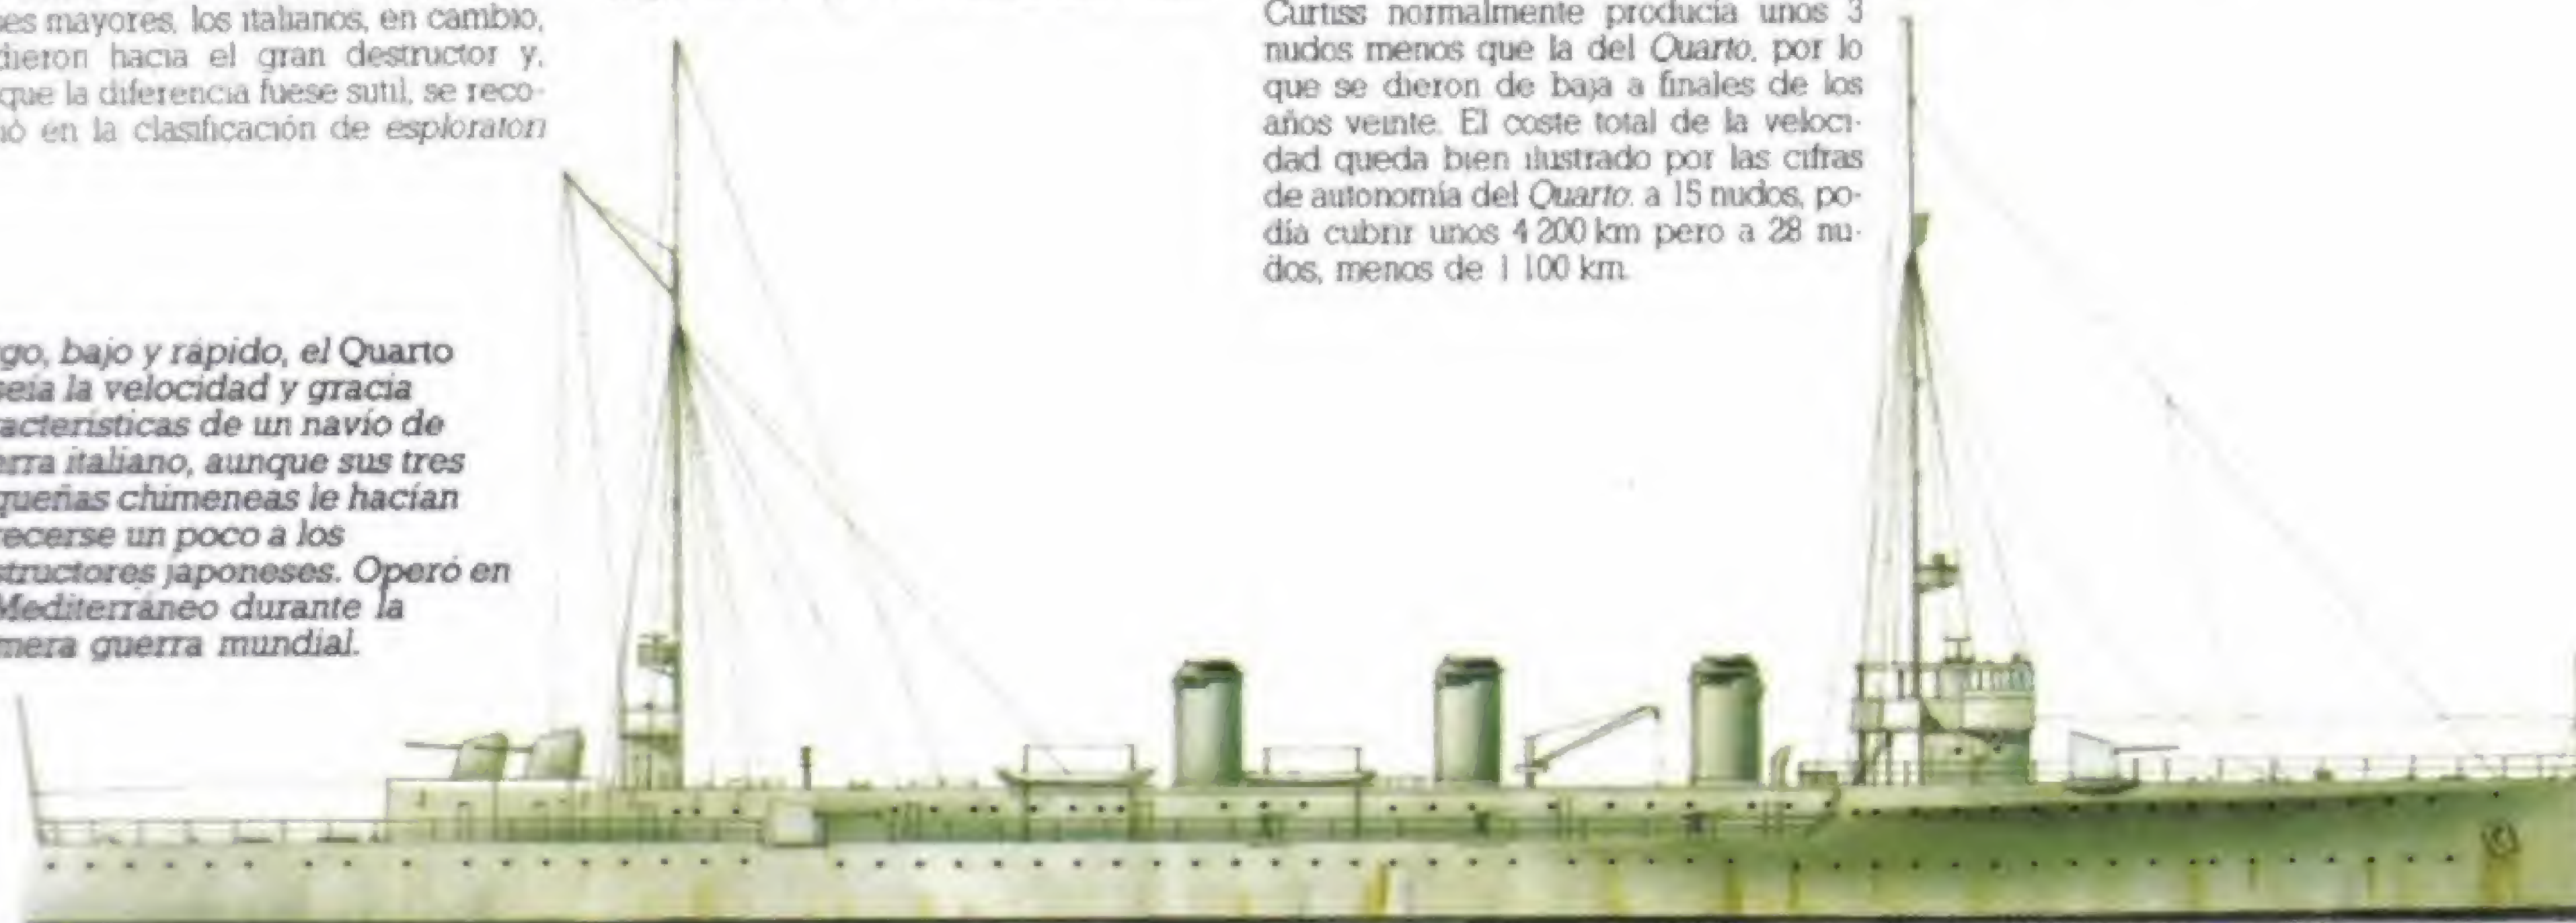 es mayores, los italianos, en cambio,
dieron hacia el gran destructor y,
que la diferencia fuese sutil, se reco-
ó en la clasificación de esploratori
go, bajo y rápido, el Quarto
seía la velocidad y gracia
acterísticas de un navío de
erra italiano, aunque sus tres
queñas chimeneas le hacían
recerse un poco a los
structores japoneses. Operó en
Mediterráneo durante la
mera guerra mundial.
Curtiss normalmente producía unos 3
nudos menos que la del Quarto, por lo
que se dieron de baja a finales de los
años veinte. El coste total de la veloci-
dad queda bien ilustrado por las cifras
de autonomía del Quarto: a 15 nudos, po-
día cubrir unos 4 200 km pero a 28 nu-
dos, menos de 1 100 km.